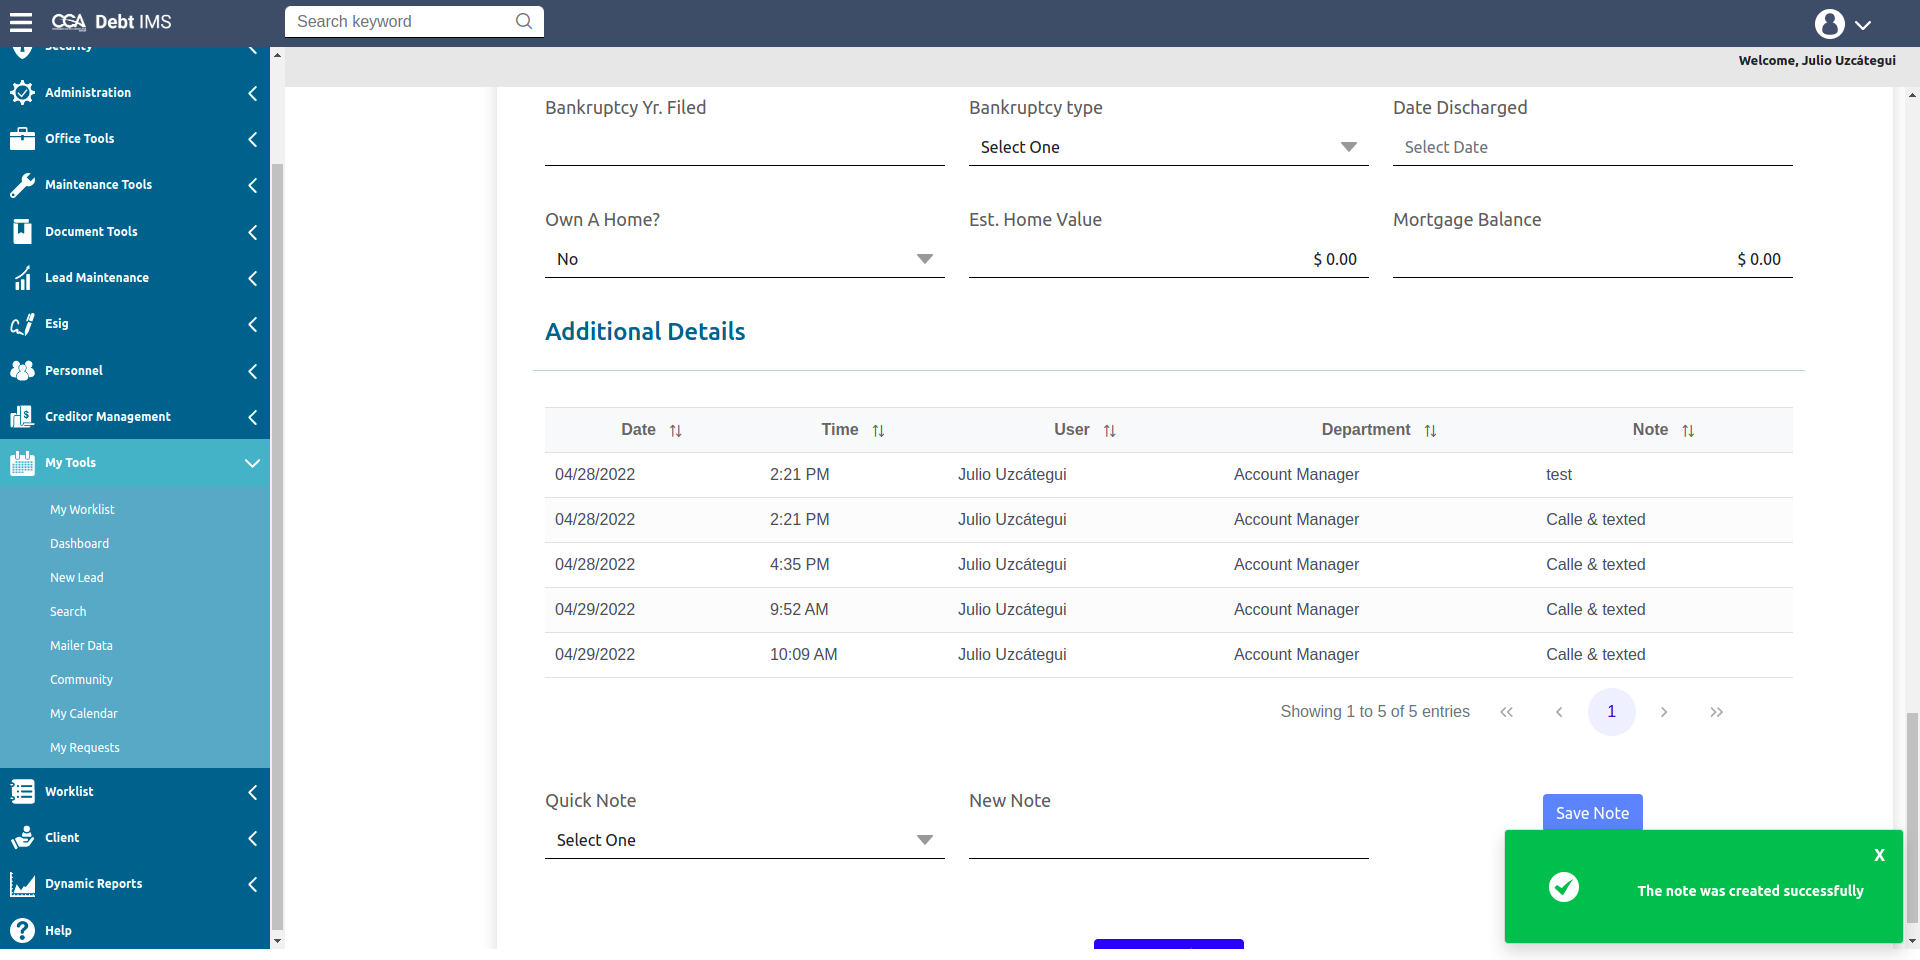 CGA Debt IMS
Search keyword
Welcome, Julio Uzcátegui
Security
Administration
Office Tools
Maintenance Tools
Document Tools
Lead Maintenance
Esig
Personnel
Creditor Management
My Tools
My Worklist
Dashboard
New Lead
Search
Mailer Data
Community
My Calendar
My Requests
Worklist
Client
Dynamic Reports
Help
Bankruptcy Yr. Filed
Bankruptcy type
Select One
Date Discharged
Select Date
Own A Home?
No
Est. Home Value
$ 0.00
Mortgage Balance
$ 0.00
Additional Details
Date Time User Department Note
04/28/2022 2:21 PM Julio Uzcátegui Account Manager test
04/28/2022 2:21 PM Julio Uzcátegui Account Manager Calle & texted
04/28/2022 4:35 PM Julio Uzcátegui Account Manager Calle & texted
04/29/2022 9:52 AM Julio Uzcátegui Account Manager Calle & texted
04/29/2022 10:09 AM Julio Uzcátegui Account Manager Calle & texted
Showing 1 to 5 of 5 entries << < 1 > >>
Quick Note
Select One
New Note
Save Note
X
The note was created successfully